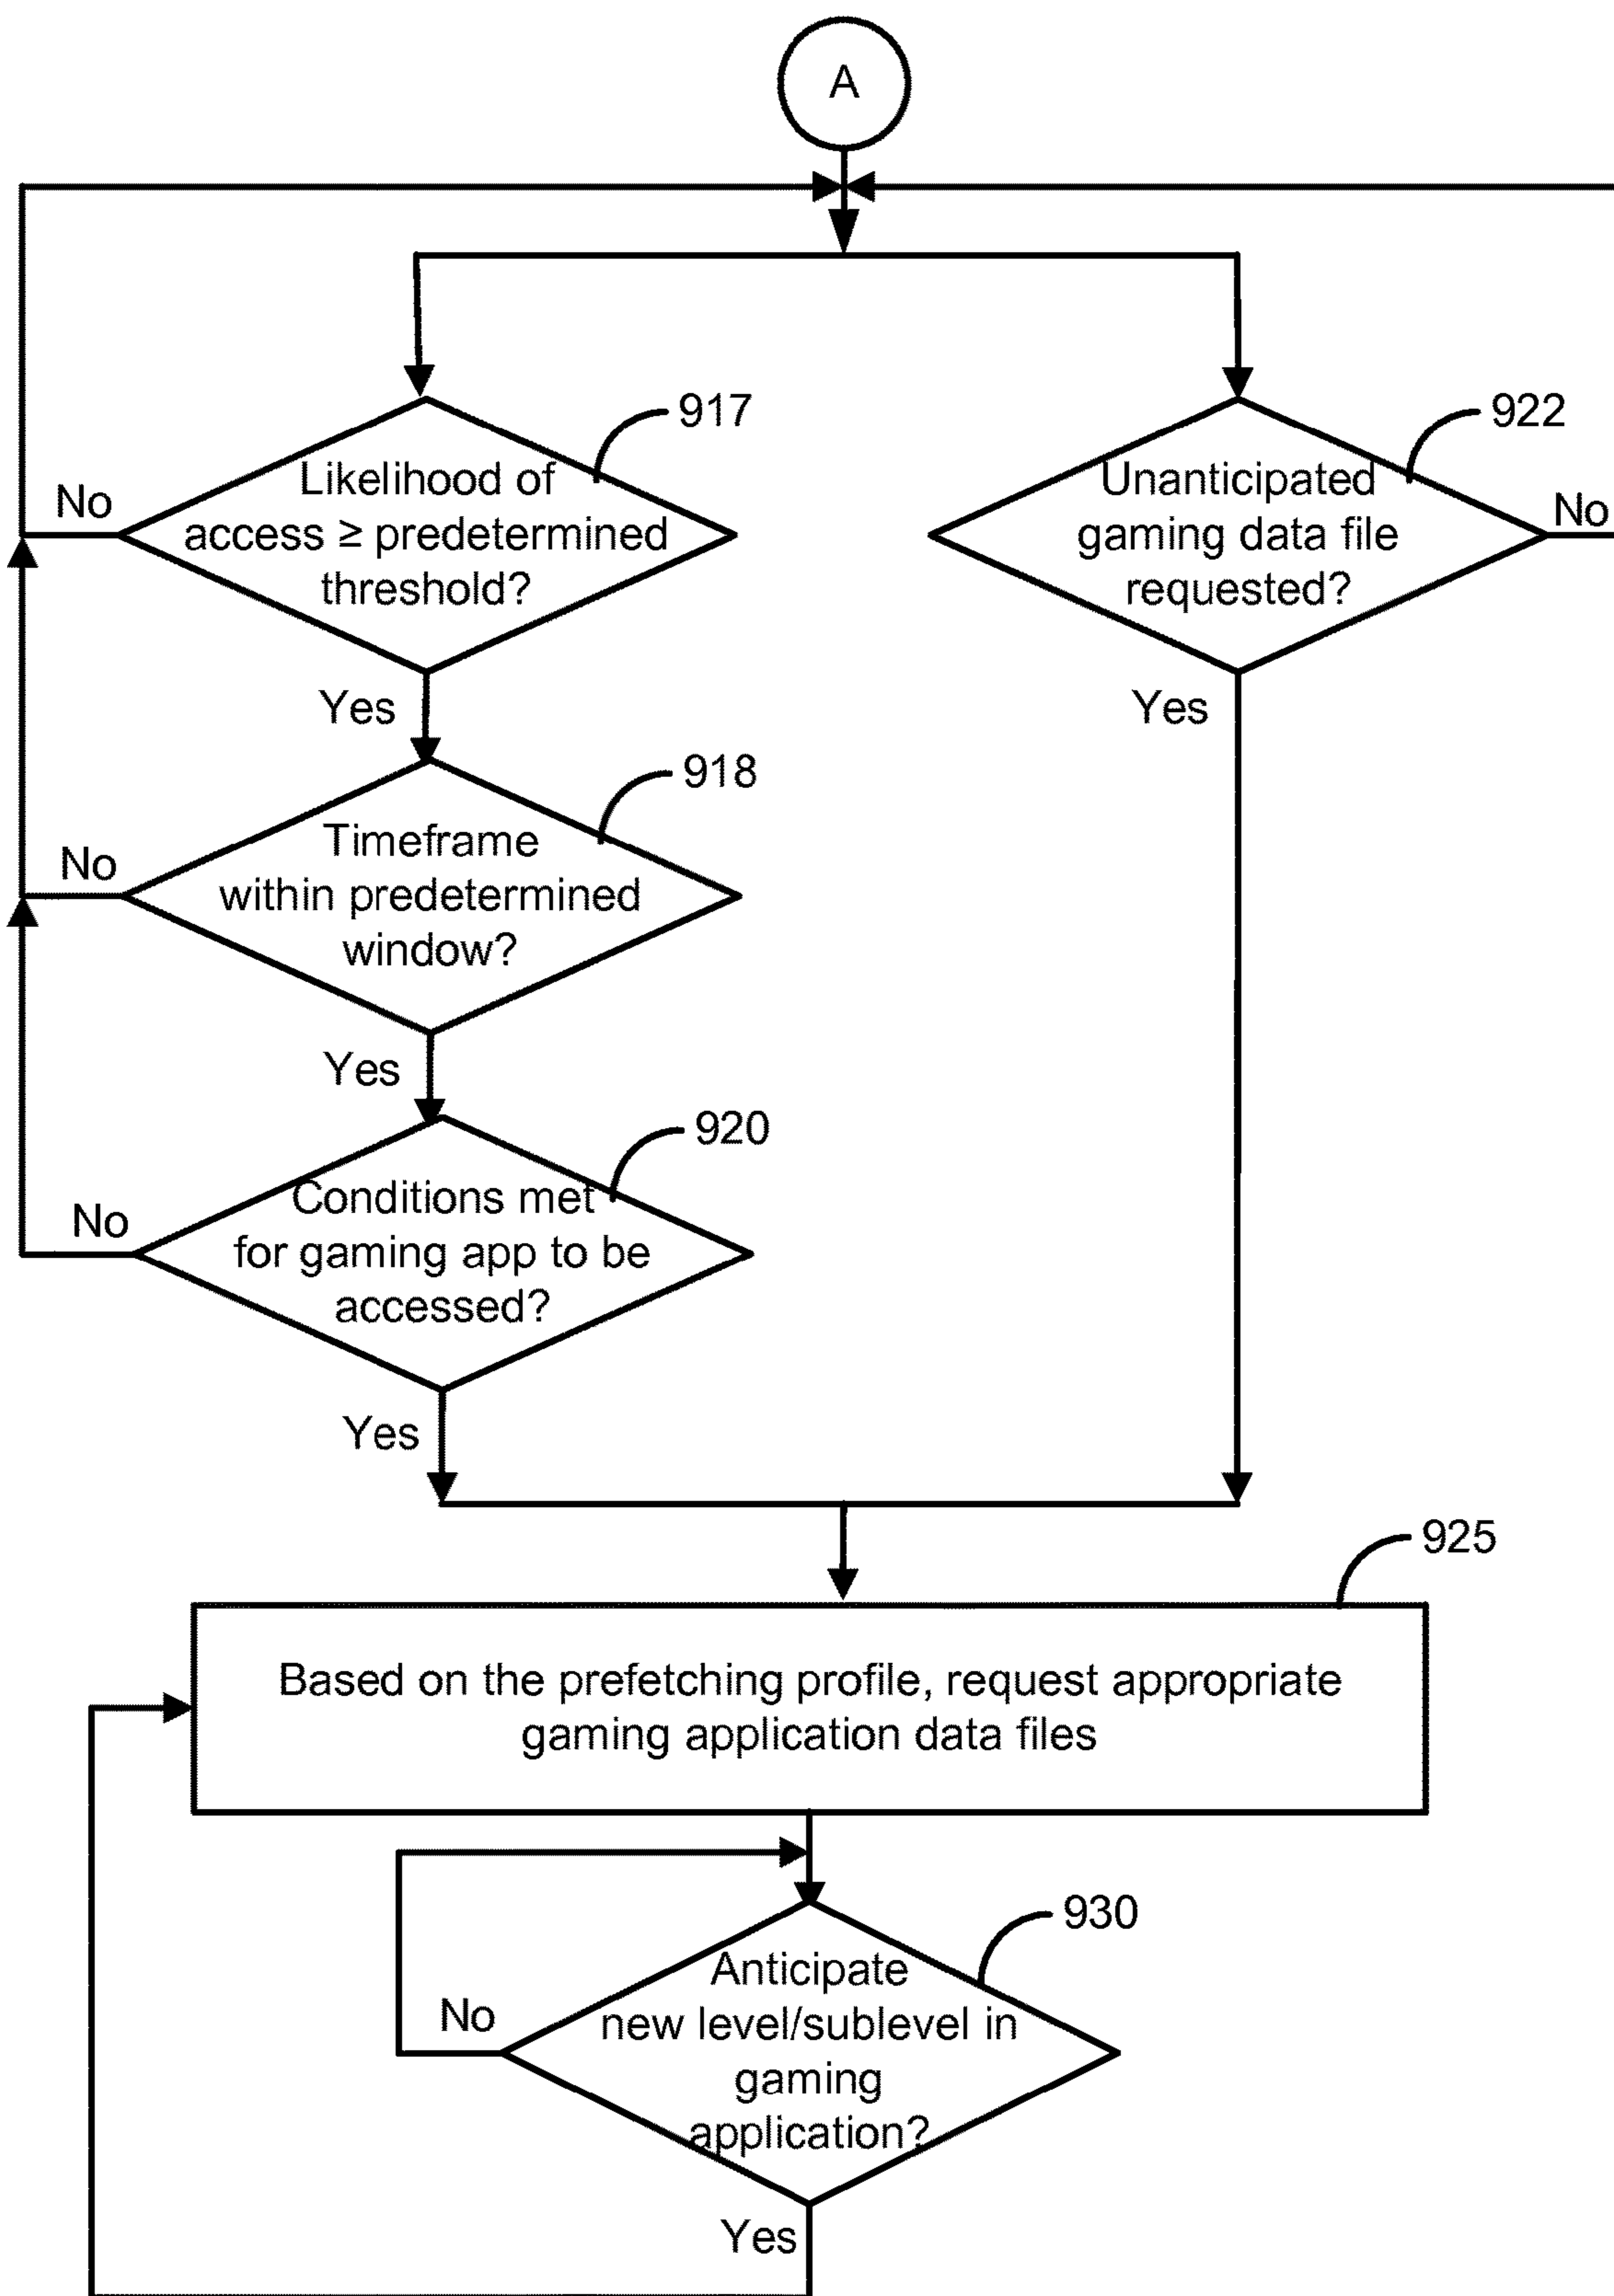 A
917
Likelihood of
access ≥ predetermined
threshold?
No
Yes
922
Unanticipated
gaming data file
requested?
No
Yes
918
Timeframe
within predetermined
window?
No
Yes
920
Conditions met
for gaming app to be
accessed?
No
Yes
925
Based on the prefetching profile, request appropriate
gaming application data files
930
Anticipate
new level/sublevel in
gaming
application?
No
Yes